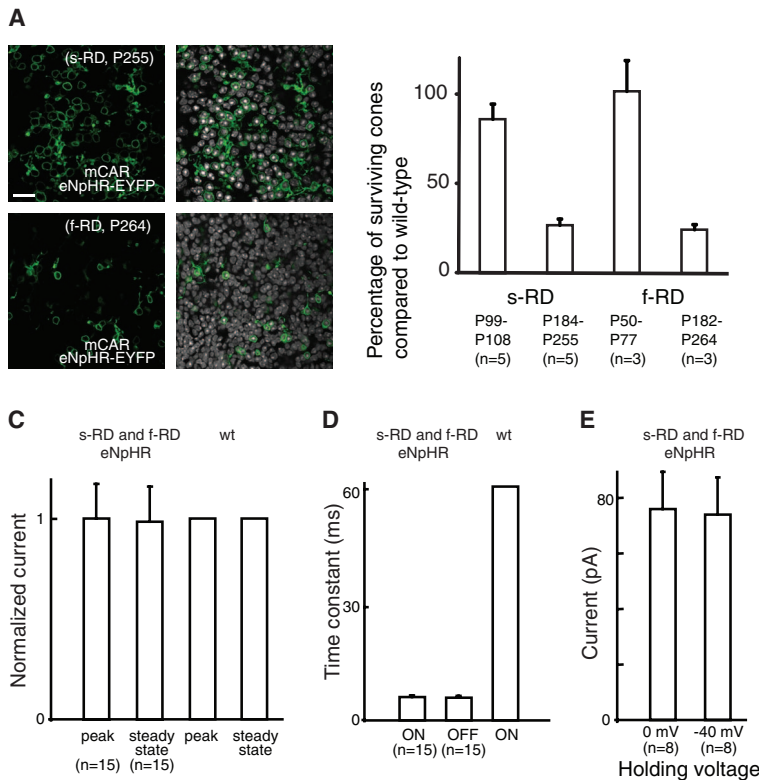 A
(s-RD, P255)
mCAR
eNpHR-EYFP
(f-RD, P264)
mCAR
eNpHR-EYFP
Percentage of surviving cones
compared to wild-type
100
50
0
s-RD
f-RD
P99-
P108
(n=5)
P184-
P255
(n=5)
P50-
P77
(n=3)
P182-
P264
(n=3)
C
s-RD and f-RD
eNpHR
wt
Normalized current
1
0
peak
steady
state
peak
steady
state
(n=15)
(n=15)
D
s-RD and f-RD
eNpHR
wt
Time constant (ms)
60
30
0
ON
OFF
ON
(n=15)
(n=15)
E
s-RD and f-RD
eNpHR
Current (pA)
80
0
0 mV
-40 mV
(n=8)
(n=8)
Holding voltage